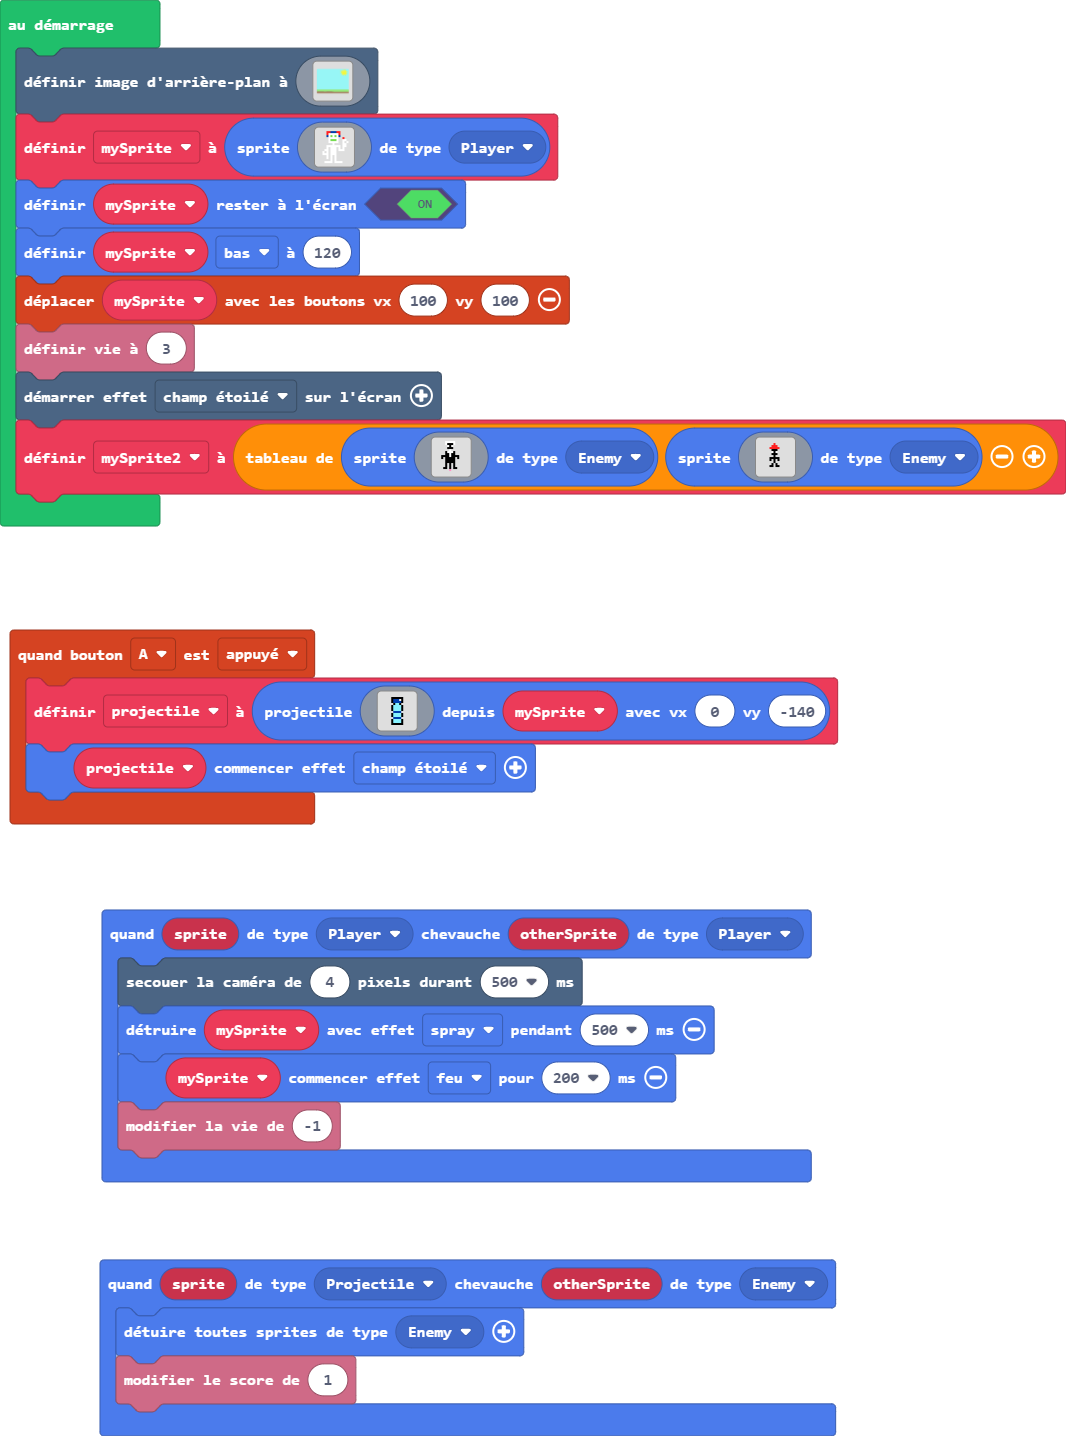 au démarrage
définir image d'arrière-plan à
définir mySprite à sprite de type Player
définir mySprite rester à l'écran ON
définir mySprite bas à 120
déplacer mySprite avec les boutons vx 100 vy 100
définir vie à 3
démarrer effet champ étoilé sur l'écran
définir mySprite2 à tableau de sprite de type Enemy sprite de type Enemy
quand bouton A est appuyé
définir projectile à projectile depuis mySprite avec vx 0 vy -140
projectile commencer effet champ étoilé
quand sprite de type Player chevauche otherSprite de type Player
secouer la caméra de 4 pixels durant 500 ms
détruire mySprite avec effet spray pendant 500 ms
mySprite commencer effet feu pour 200 ms
modifier la vie de -1
quand sprite de type Projectile chevauche otherSprite de type Enemy
détuire toutes sprites de type Enemy
modifier le score de 1